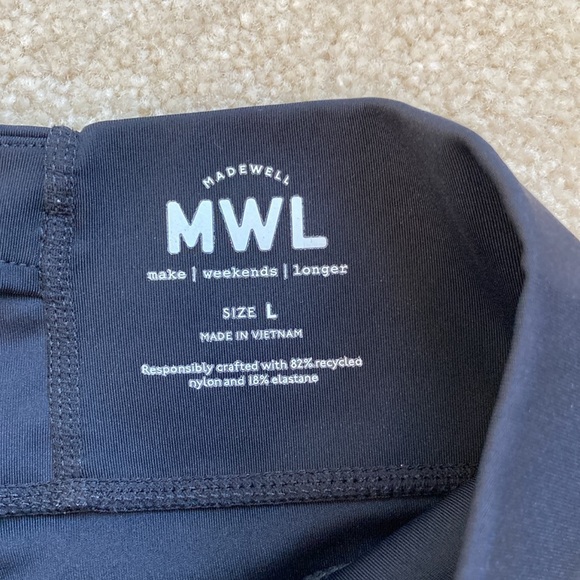 MADEWELL
MWL
make | weekends | longer
SIZE L
MADE IN VIETNAM
Responsibly crafted with 82% recycled
nylon and 18% elastane